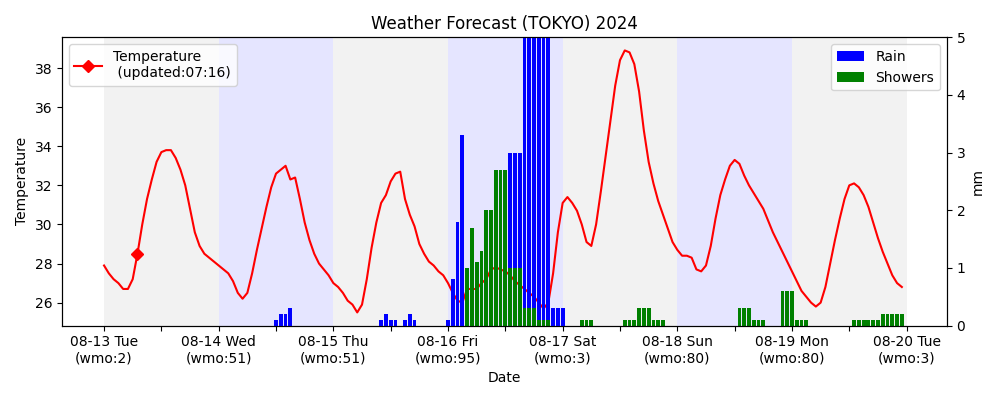 Weather Forecast (TOKYO) 2024
Temperature
(updated:07:16)
Rain
Showers
38
36
34
32
30
28
26
Temperature
5
4
3
2
1
0
mm
08-13 Tue
(wmo:2)
08-14 Wed
(wmo:51)
08-15 Thu
(wmo:51)
08-16 Fri
(wmo:95)
08-17 Sat
(wmo:3)
08-18 Sun
(wmo:80)
08-19 Mon
(wmo:80)
08-20 Tue
(wmo:3)
Date